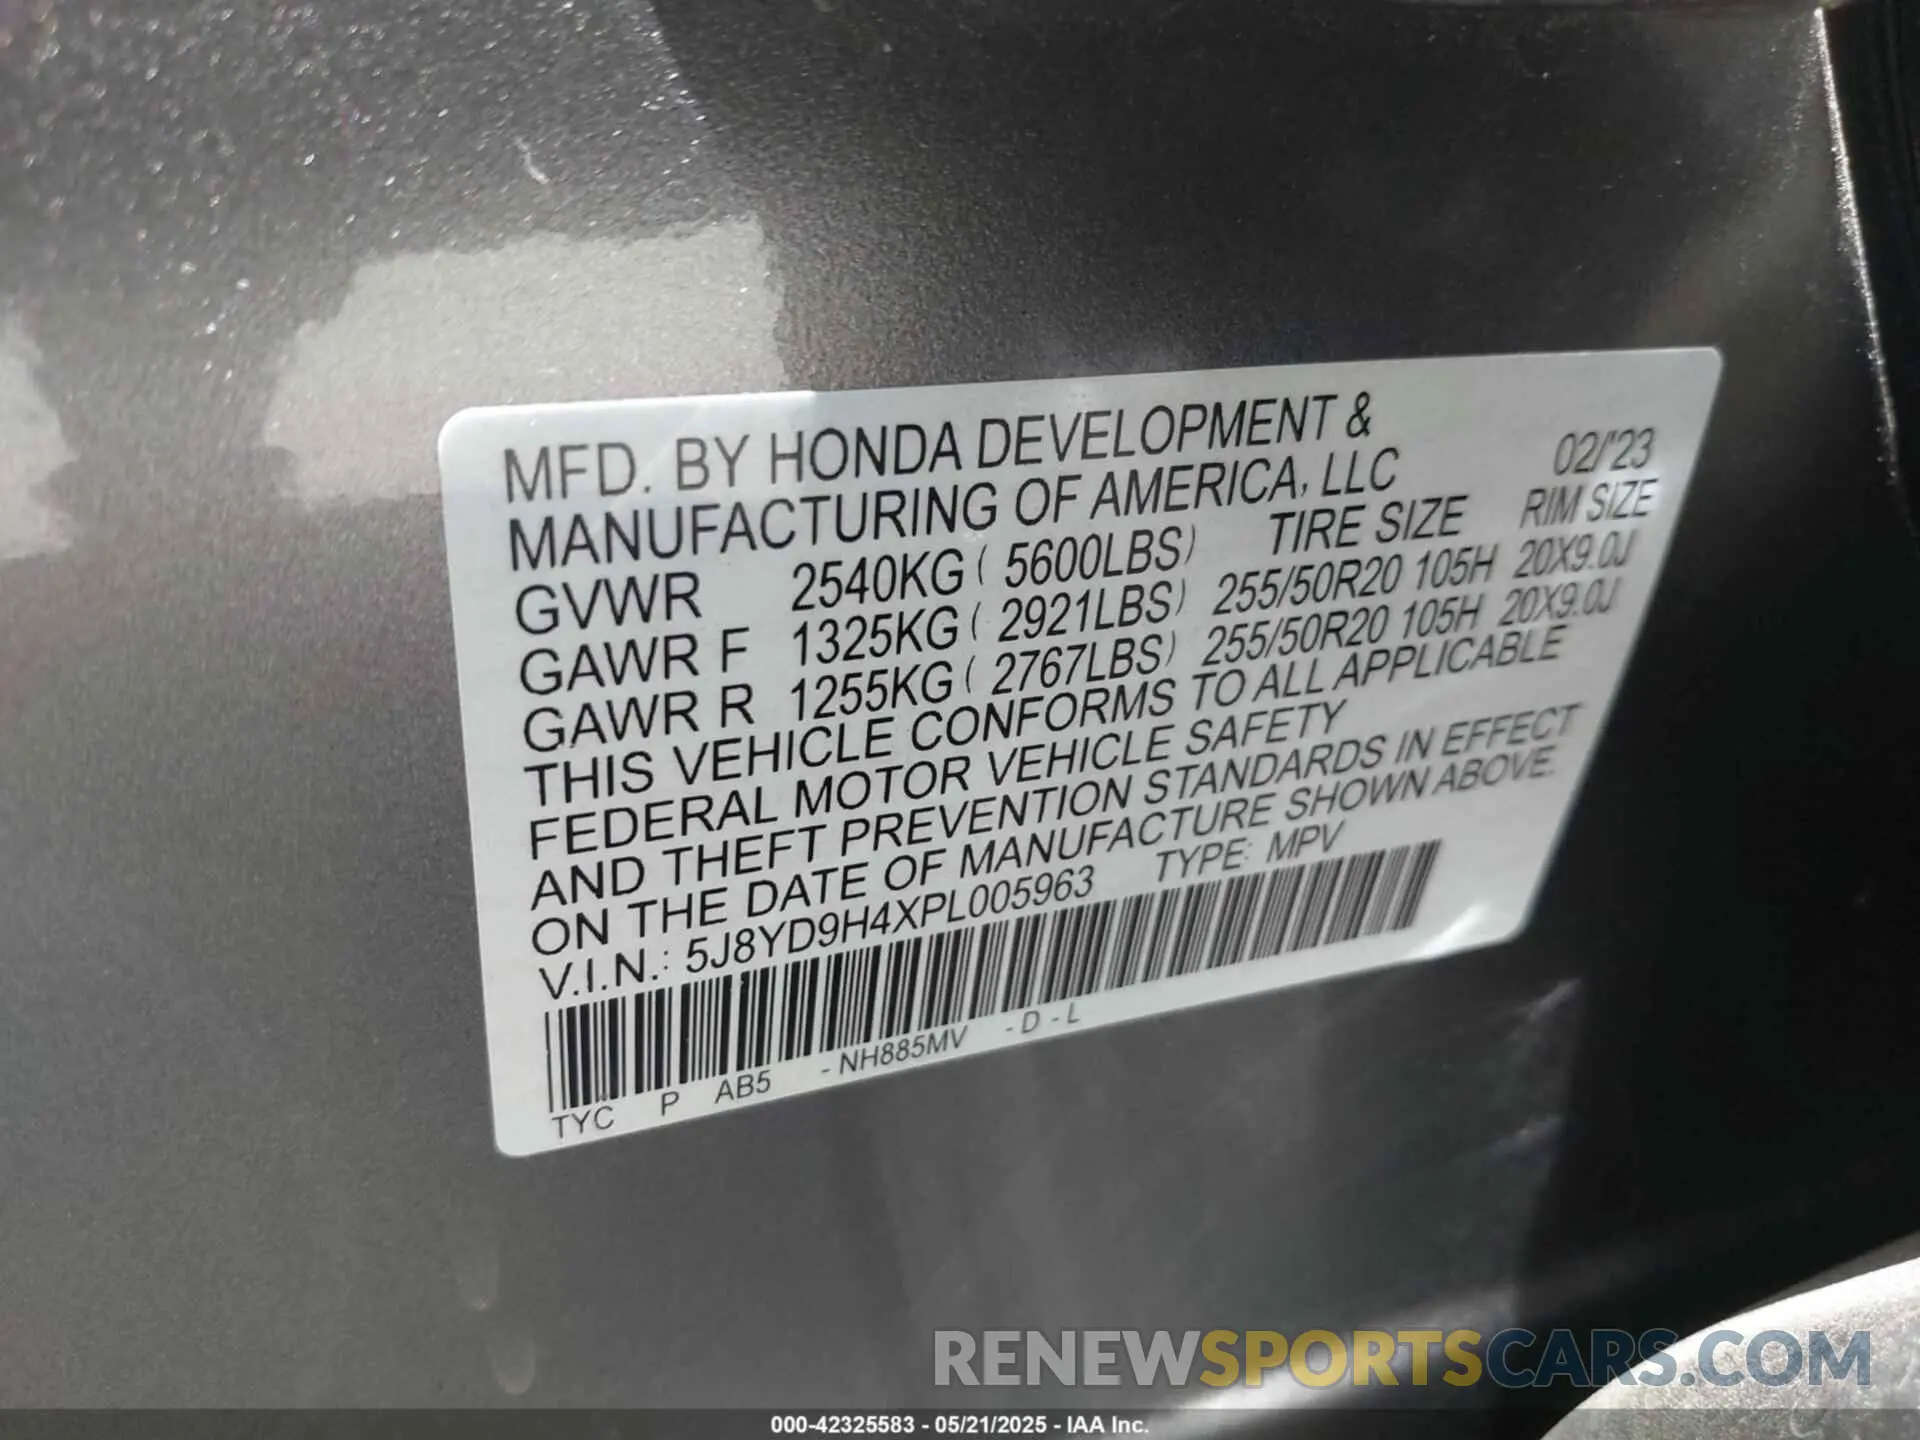 MFD. BY HONDA DEVELOPMENT &
MANUFACTURING OF AMERICA, LLC 02/'23
GVWR 2540KG ( 5600LBS) TIRE SIZE RIM SIZE
GAWR F 1325KG ( 2921LBS) 255/50R20 105H 20X9.0J
GAWR R 1255KG ( 2767LBS) 255/50R20 105H 20X9.0J
THIS VEHICLE CONFORMS TO ALL APPLICABLE
FEDERAL MOTOR VEHICLE SAFETY
AND THEFT PREVENTION STANDARDS IN EFFECT
ON THE DATE OF MANUFACTURE SHOWN ABOVE.
V.I.N.: 5J8YD9H4XPL005963 TYPE: MPV
TYC P AB5 - NH885MV - D - L
RENEWSPORTSCARS.COM
000-42325583 - 05/21/2025 - IAA Inc.